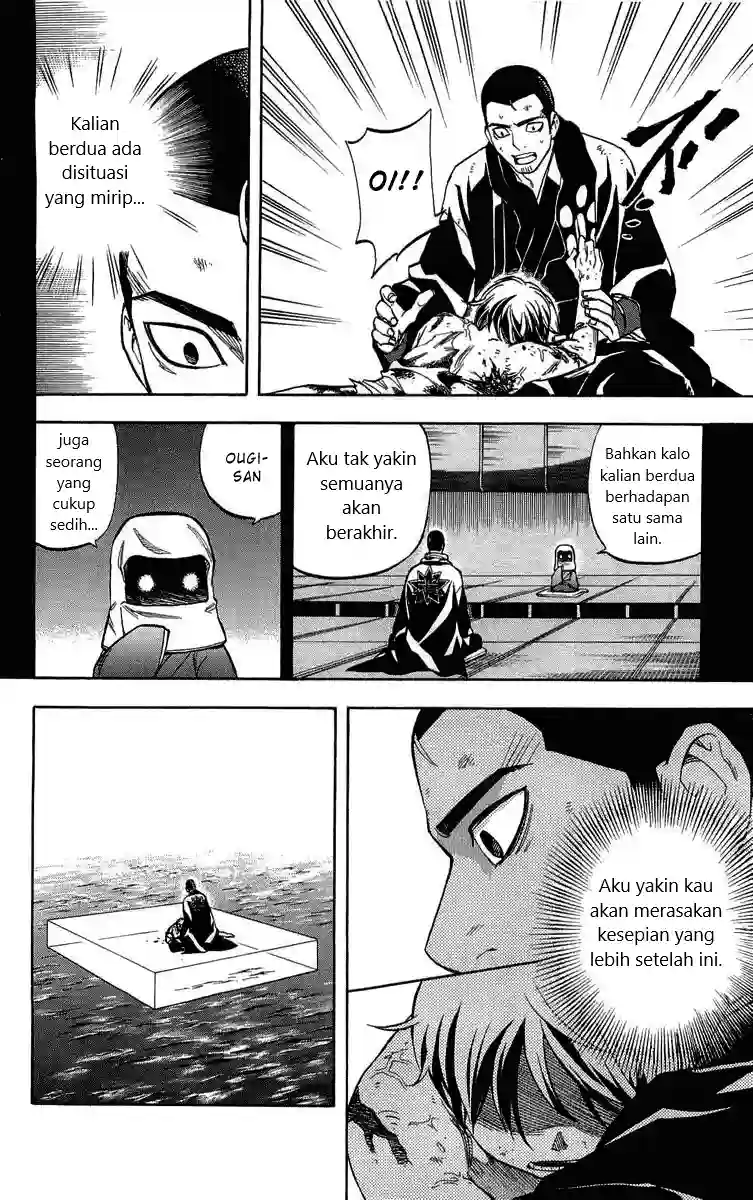 OI!!
Kalian
berdua ada
disituasi
yang mirip...
Bahkan kalo
kalian berdua
berhadapan
satu sama
lain.
Aku tak yakin
semuanya
akan
berakhir.
OUGI-
SAN
juga
seorang
yang
cukup
sedih...
Aku yakin kau
akan merasakan
kesepian yang
lebih setelah ini.